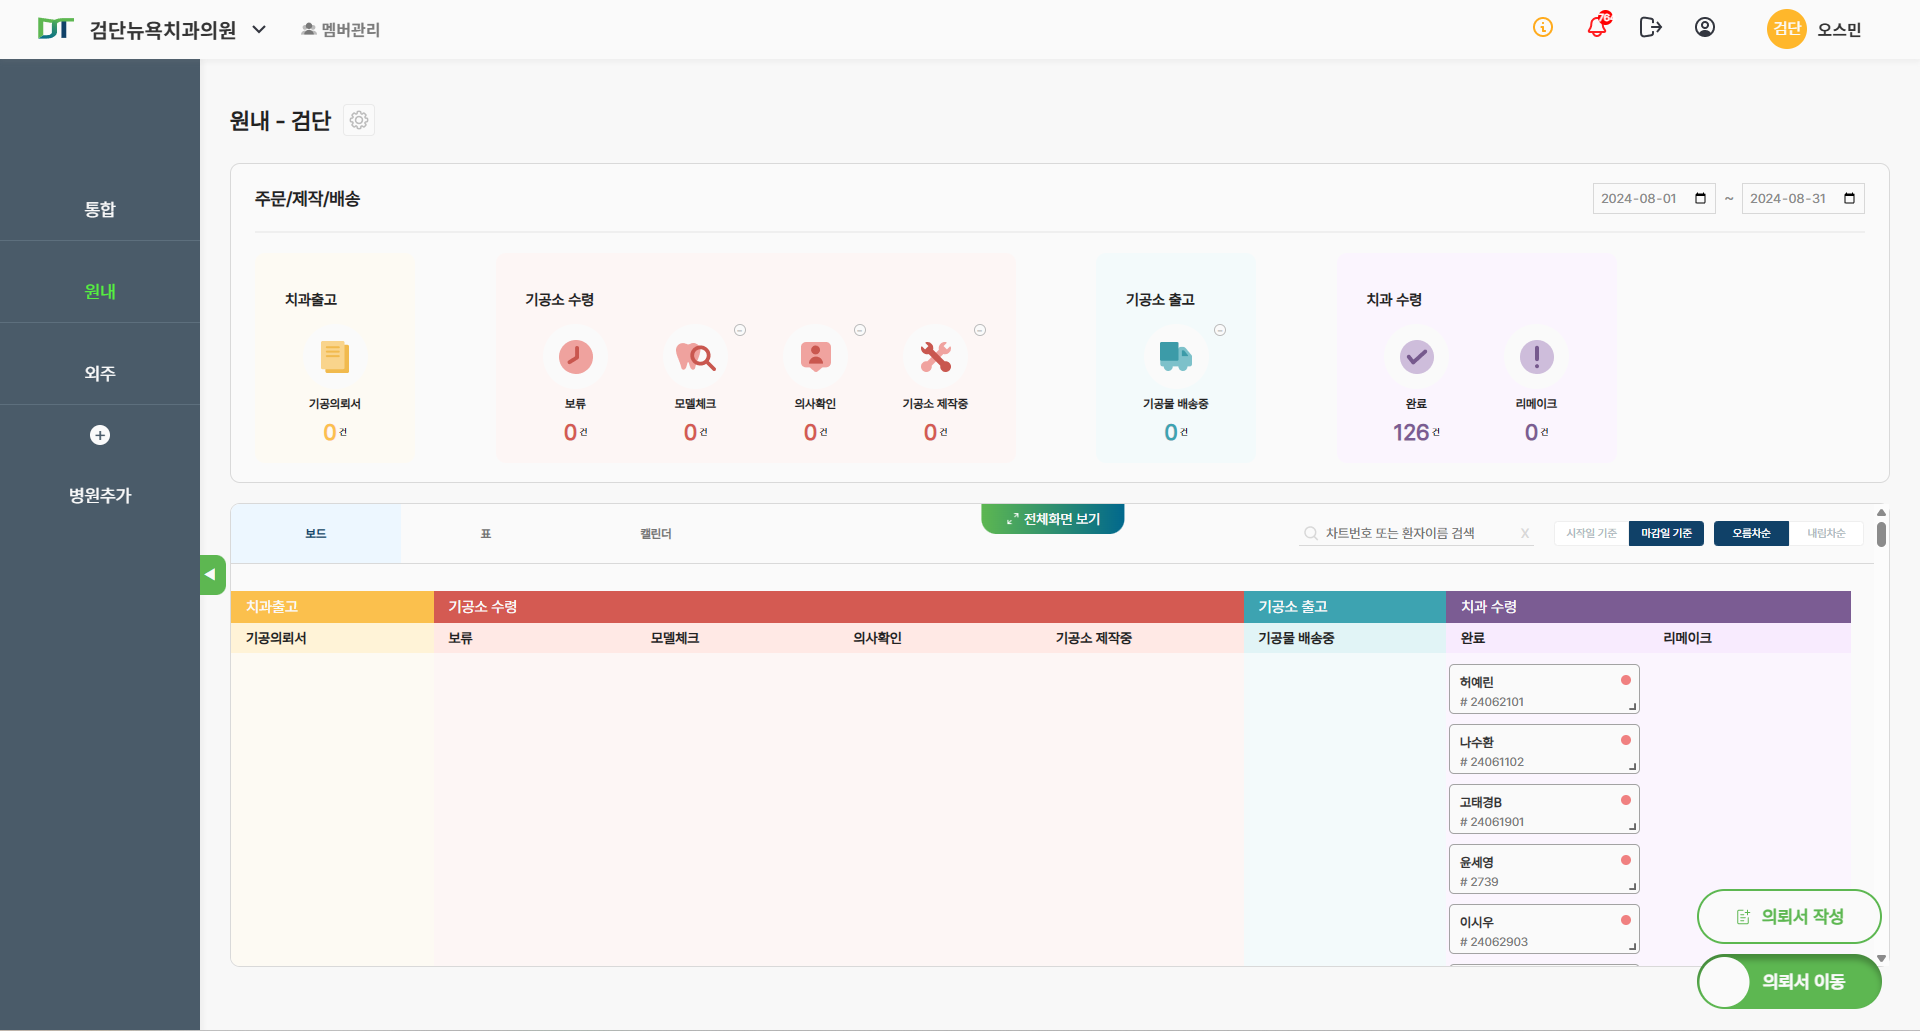 DT 검단뉴욕치과의원 멤버관리 검단 오스민
원내 - 검단
통합
원내
외주
병원추가
주문/제작/배송 2024-08-01 ~ 2024-08-31
치과출고 기공소 수령 기공소 출고 치과 수령
기공의뢰서 보류 모델체크 의사확인 기공소 제작중 기공물 배송중 완료 리메이크
0건 0건 0건 0건 0건 0건 126건 0건
보드 표 캘린더 전체화면 보기 차트번호 또는 환자이름 검색 X 시작일 기준 마감일 기준 오름차순 내림차순
치과출고 기공소 수령 기공소 출고 치과 수령
기공의뢰서 보류 모델체크 의사확인 기공소 제작중 기공물 배송중 완료 리메이크
허예린
# 24062101
나수환
# 24061102
고태경B
# 24061901
윤세영
# 2739
이시우
# 24062903
의뢰서 작성
의뢰서 이동